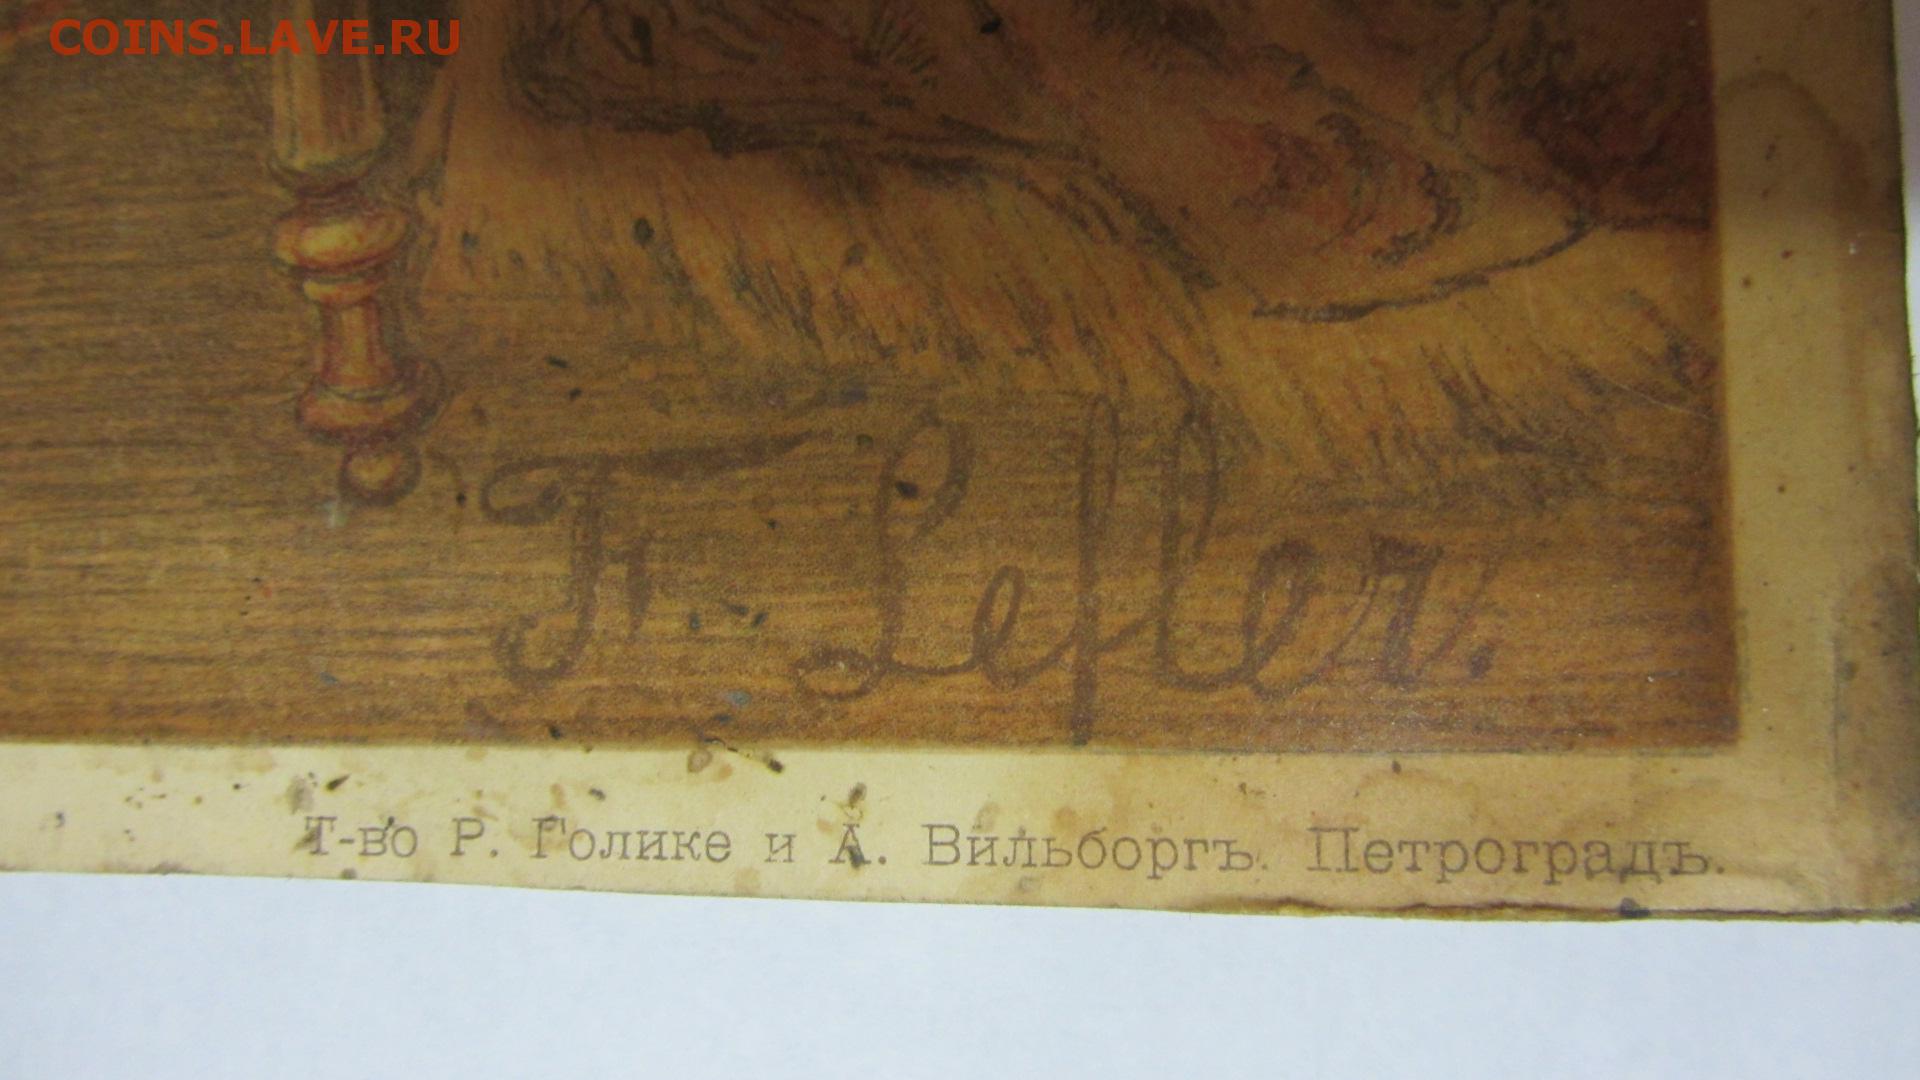 COINS.LAVE.RU
F. Lefler.
Т-во Р. Голике и А. Вильборгъ. Петроградъ.